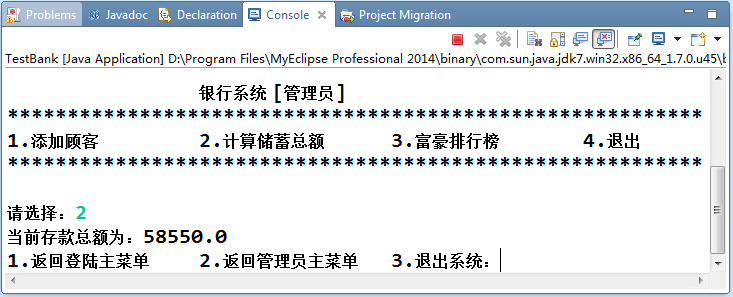 Problems @ Javadoc Declaration Console Project Migration
TestBank [Java Application] D:\Program Files\MyEclipse Professional 2014\binary\com.sun.java.jdk7.win32.x86_64_1.7.0.u45\b
银行系统 [管理员]
**********************************************************
1.添加顾客 2.计算储蓄总额 3.富豪排行榜 4.退出
**********************************************************
请选择：2
当前存款总额为：58550.0
1.返回登陆主菜单 2.返回管理员主菜单 3.退出系统：